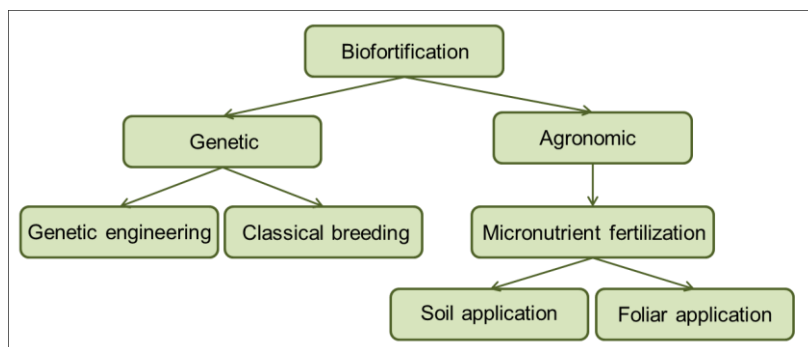 Biofortification
Genetic
Agronomic
Genetic engineering
Classical breeding
Micronutrient fertilization
Soil application
Foliar application